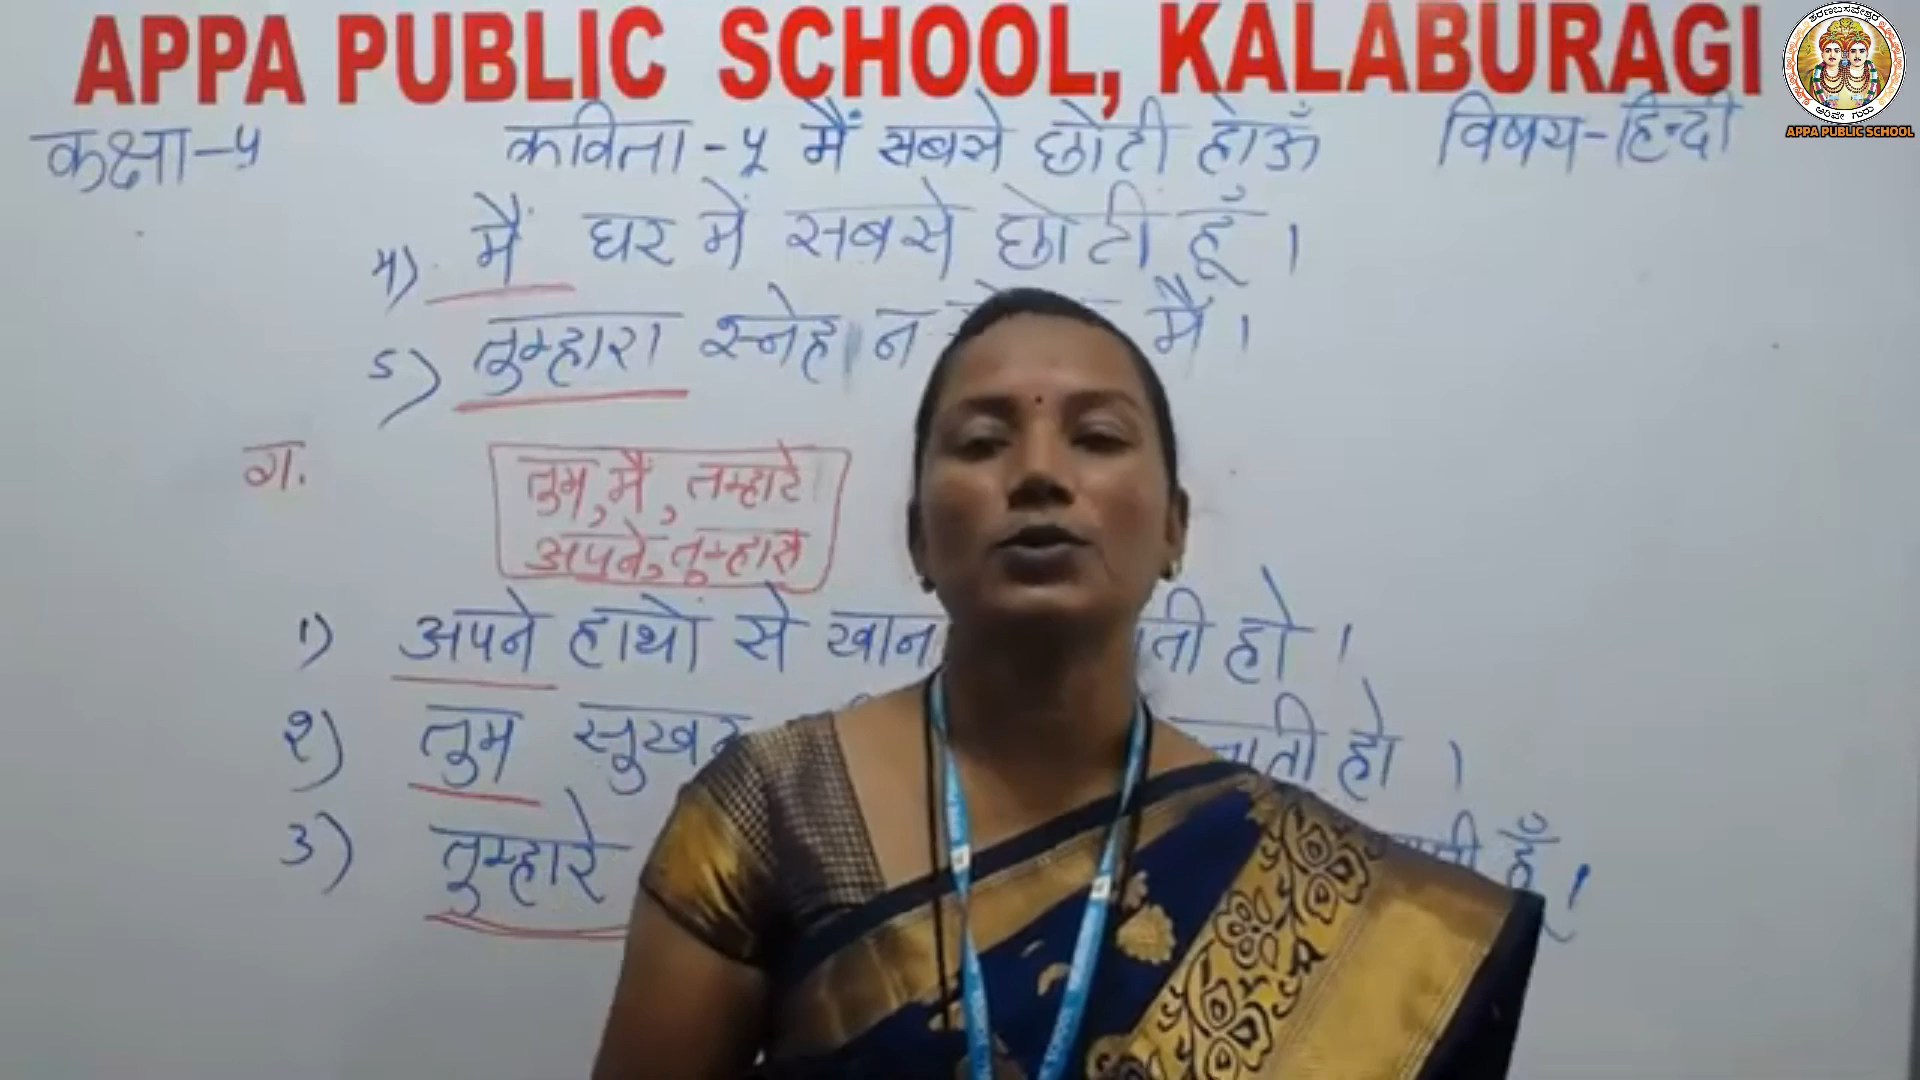 APPA PUBLIC SCHOOL, KALABURAGI
APPA PUBLIC SCHOOL
कक्षा-५ कविता-५ मैं सबसे छोटी होऊँ विषय-हिन्दी
४) मैं घर में सबसे छोटी हूँ ।
५) तुम्हारा स्नेह न मैं ।
ग.
तुम, मैं, तम्हारे
अपने, तुम्हारा
१) अपने हाथों से हो ।
२) तुम हो ।
३) तुम्हारे हूँ ।